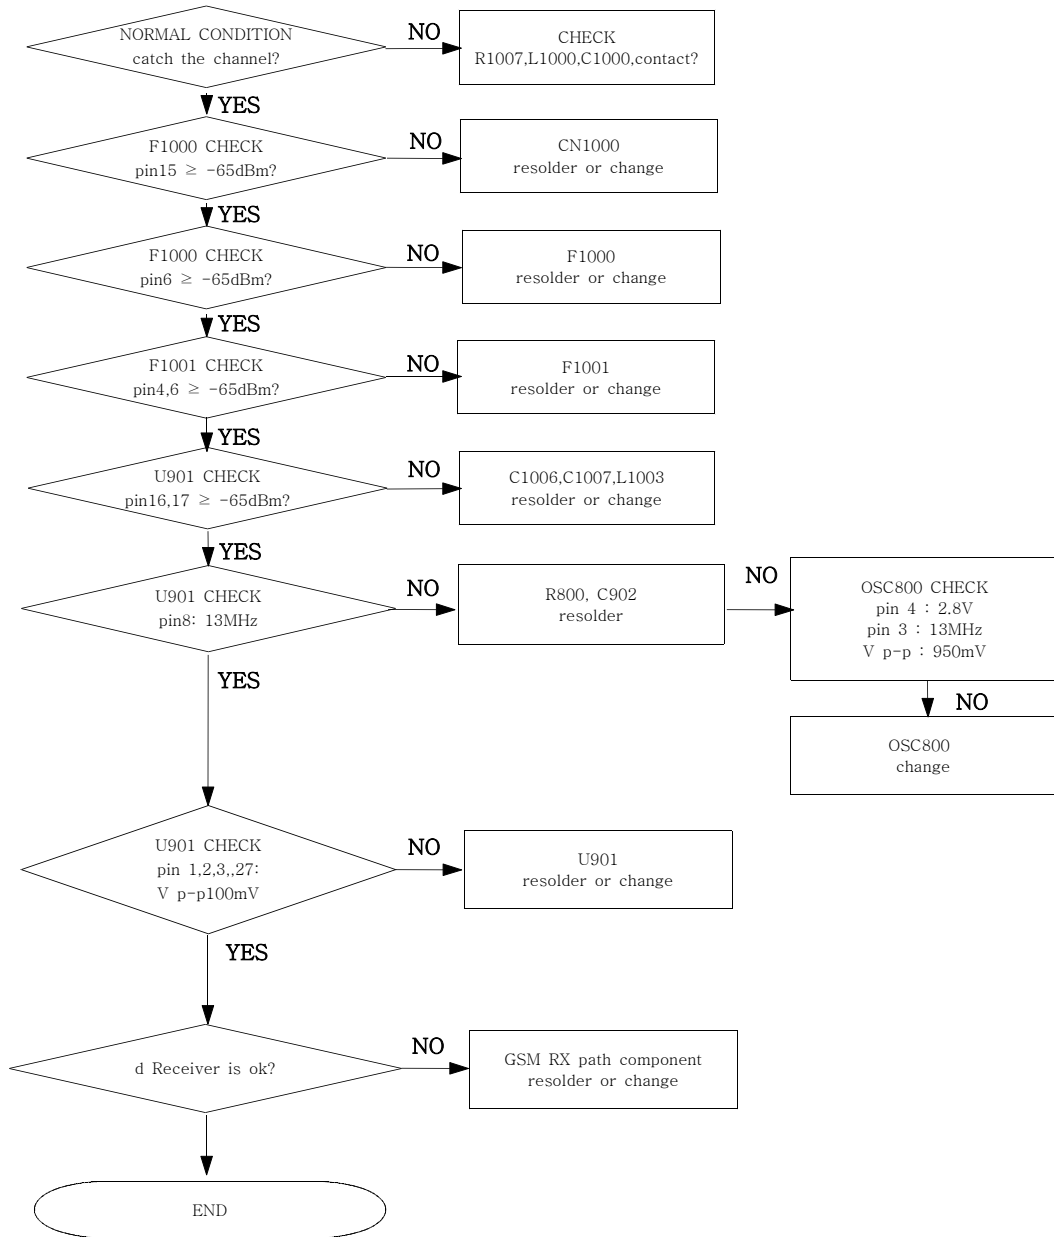 NORMAL CONDITION
catch the channel?
NO
CHECK
R1007,L1000,C1000,contact?
YES
F1000 CHECK
pin15 ≥ -65dBm?
NO
CN1000
resolder or change
YES
F1000 CHECK
pin6 ≥ -65dBm?
NO
F1000
resolder or change
YES
F1001 CHECK
pin4,6 ≥ -65dBm?
NO
F1001
resolder or change
YES
U901 CHECK
pin16,17 ≥ -65dBm?
NO
C1006,C1007,L1003
resolder or change
YES
U901 CHECK
pin8: 13MHz
NO
R800, C902
resolder
NO
OSC800 CHECK
pin 4 : 2.8V
pin 3 : 13MHz
V p-p : 950mV
NO
OSC800
change
YES
U901 CHECK
pin 1,2,3,,27:
V p-p100mV
NO
U901
resolder or change
YES
d Receiver is ok?
NO
GSM RX path component
resolder or change
END